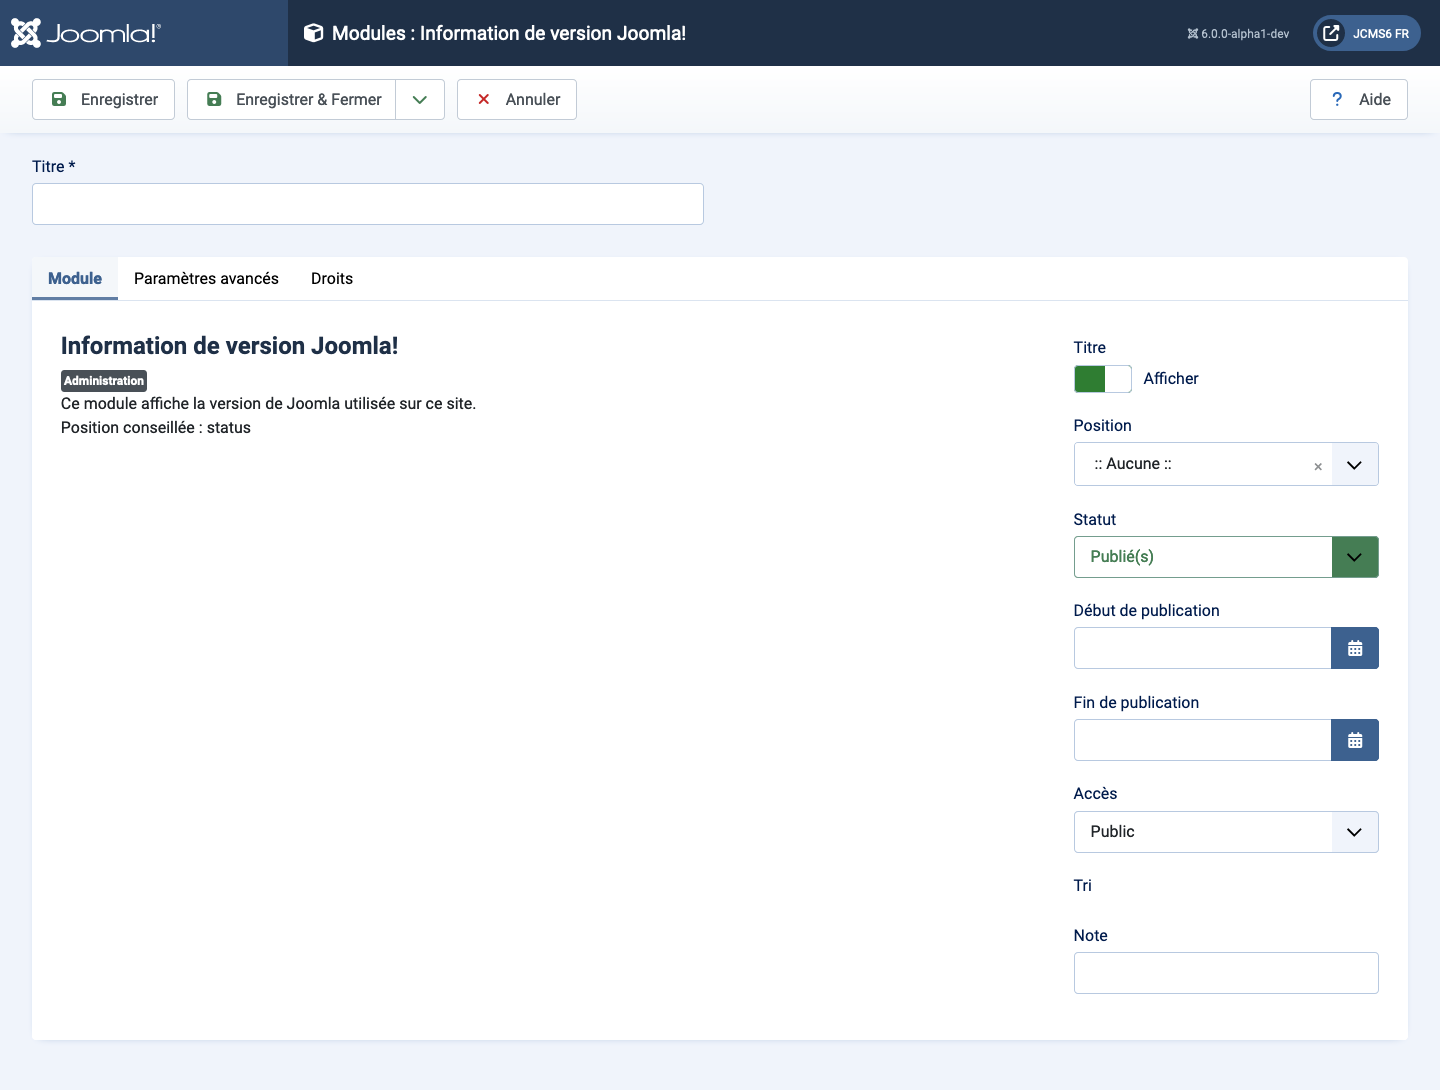 Joomla!®
Modules : Information de version Joomla!
6.0.0-alpha1-dev
JCMS6 FR
Enregistrer
Enregistrer & Fermer
Annuler
? Aide
Titre *
Module
Paramètres avancés
Droits
Information de version Joomla!
Administration
Ce module affiche la version de Joomla utilisée sur ce site.
Position conseillée : status
Titre
Afficher
Position
:: Aucune ::
×
Statut
Publié(s)
Début de publication
Fin de publication
Accès
Public
Tri
Note